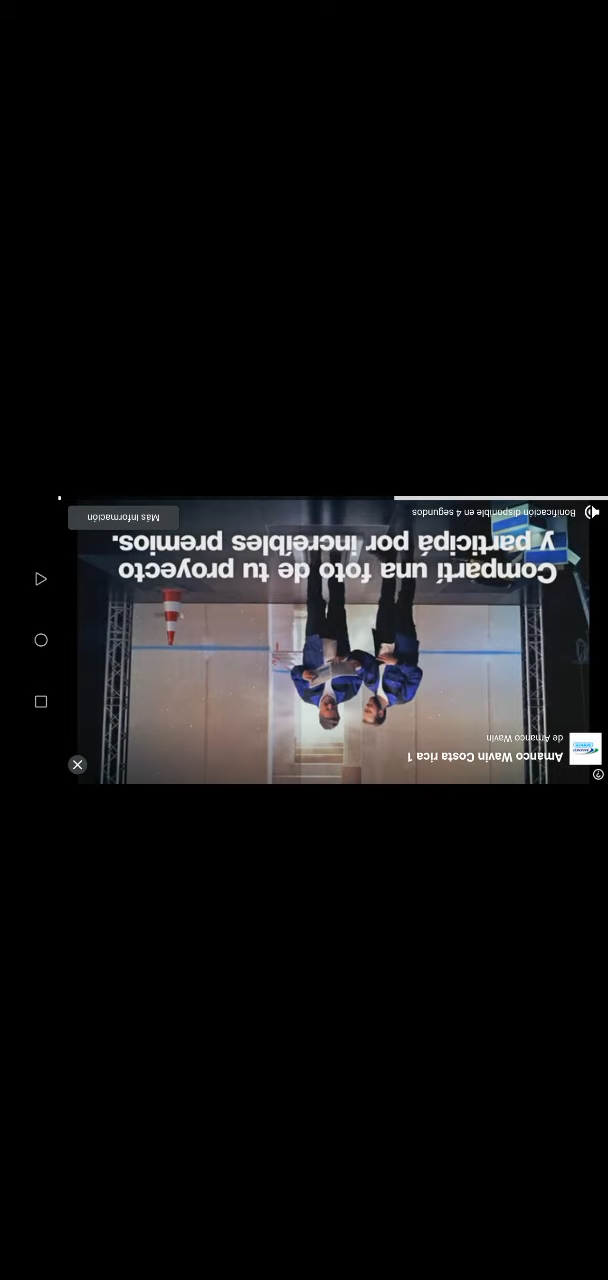 Amanco Wavin Costa rica 1
de Amanco Wavin
Compartí una foto de tu proyecto
y participá por increíbles premios.
Bonificación disponible en 4 segundos
Más información